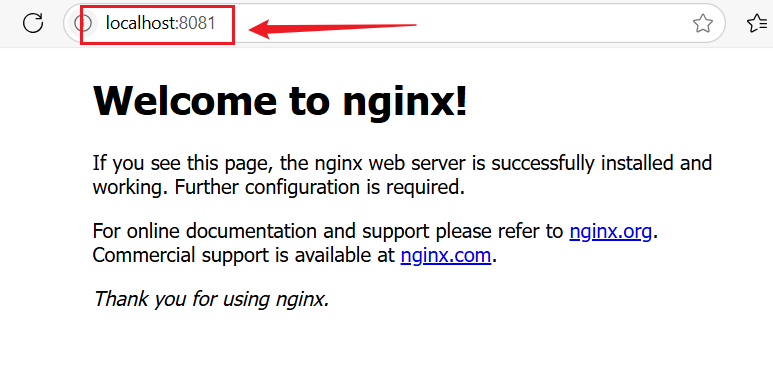 localhost:8081
Welcome to nginx!
If you see this page, the nginx web server is successfully installed and
working. Further configuration is required.
For online documentation and support please refer to nginx.org.
Commercial support is available at nginx.com.
Thank you for using nginx.